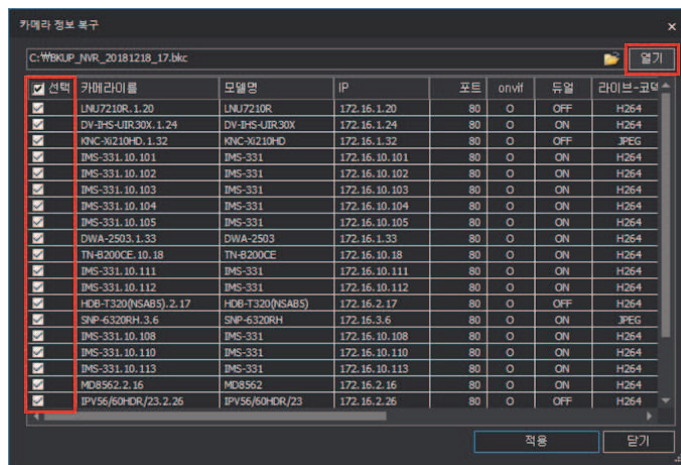 카메라 정보 복구
C:\BKUP_NVR_20181218_17.bkc 열기
선택 카메라이름 모델명 IP 포트 onvif 듀얼 라이브-코덱
LNU7210R.1.20 LNU7210R 172.16.1.20 80 O OFF H264
DV-IHS-UIR30X.1.24 DV-IHS-UIR30X 172.16.1.24 80 O ON H264
KNC-Xi210HD.1.32 KNC-Xi210HD 172.16.1.32 80 O OFF JPEG
IMS-331.10.101 IMS-331 172.16.10.101 80 O ON H264
IMS-331.10.102 IMS-331 172.16.10.102 80 O ON H264
IMS-331.10.103 IMS-331 172.16.10.103 80 O ON H264
IMS-331.10.104 IMS-331 172.16.10.104 80 O ON H264
IMS-331.10.105 IMS-331 172.16.10.105 80 O ON H264
DWA-2503.1.33 DWA-2503 172.16.1.33 80 O ON H264
TN-B200CE.10.18 TN-B200CE 172.16.10.18 80 O ON H264
IMS-331.10.111 IMS-331 172.16.10.111 80 O ON H264
IMS-331.10.112 IMS-331 172.16.10.112 80 O ON H264
HDB-T320(NSAB5).2.17 HDB-T320(NSAB5) 172.16.2.17 80 O OFF H264
SNP-6320RH.3.6 SNP-6320RH 172.16.3.6 80 O ON JPEG
IMS-331.10.108 IMS-331 172.16.10.108 80 O ON H264
IMS-331.10.110 IMS-331 172.16.10.110 80 O ON H264
IMS-331.10.113 IMS-331 172.16.10.113 80 O ON H264
MD8562.2.16 MD8562 172.16.2.16 80 O ON H264
IPV56/60HDR/23.2.26 IPV56/60HDR/23 172.16.2.26 80 O OFF H264
적용 닫기